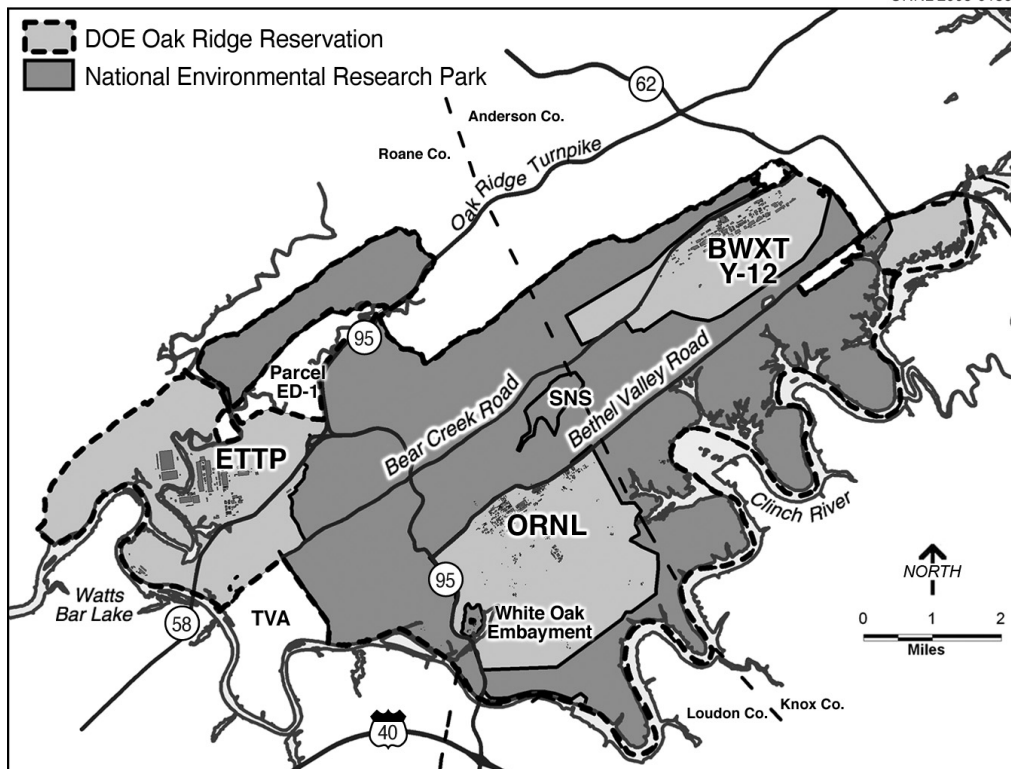 DOE Oak Ridge Reservation
National Environmental Research Park
62
Anderson Co.
Roane Co.
Oak Ridge Turnpike
BWXT
Y-12
95
Parcel
ED-1
SNS
Bear Creek Road
Bethel Valley Road
ETTP
Clinch River
ORNL
NORTH
95
Watts
Bar Lake
White Oak
Embayment
58
TVA
0 1 2
Miles
Knox Co.
Loudon Co.
40